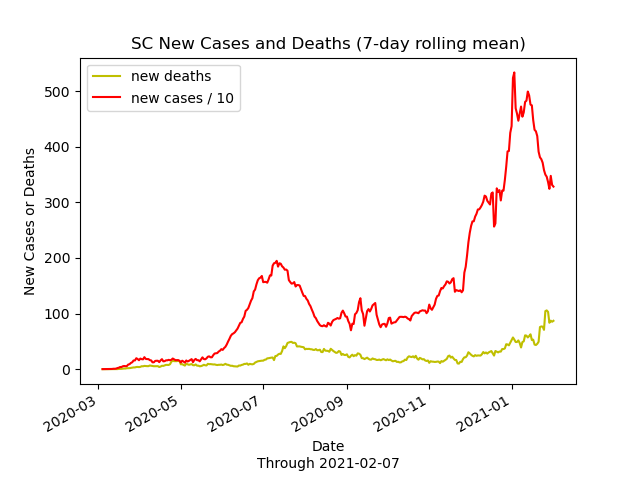 SC New Cases and Deaths (7-day rolling mean)
new deaths
new cases / 10
500
400
300
200
100
0
New Cases or Deaths
2020-03
2020-05
2020-07
2020-09
2020-11
2021-01
Date
Through 2021-02-07